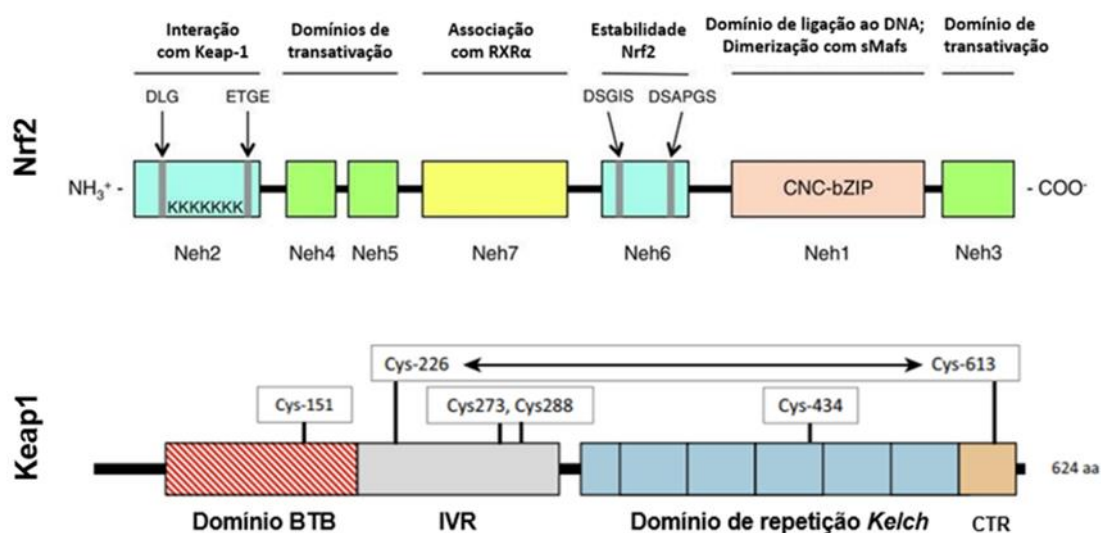 Interação
com Keap-1
Domínios de
transativação
Associação
com RXRα
Estabilidade
Nrf2
Domínio de ligação ao DNA;
Dimerização com sMafs
Domínio de
transativação
DLG
ETGE
DSGIS
DSAPGS
Nrf2
NH₃⁺ -
KKKKKKK
CNC-bZIP
- COO⁻
Neh2
Neh4
Neh5
Neh7
Neh6
Neh1
Neh3
Keap1
Cys-226
Cys-613
Cys-151
Cys273, Cys288
Cys-434
624 aa
Domínio BTB
IVR
Domínio de repetição Kelch
CTR